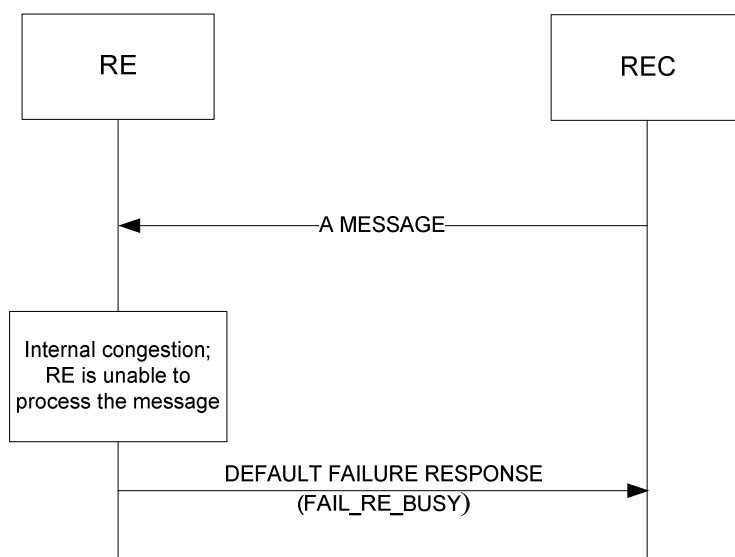 RE
REC
A MESSAGE
Internal congestion;
RE is unable to
process the message
DEFAULT FAILURE RESPONSE
(FAIL_RE_BUSY)